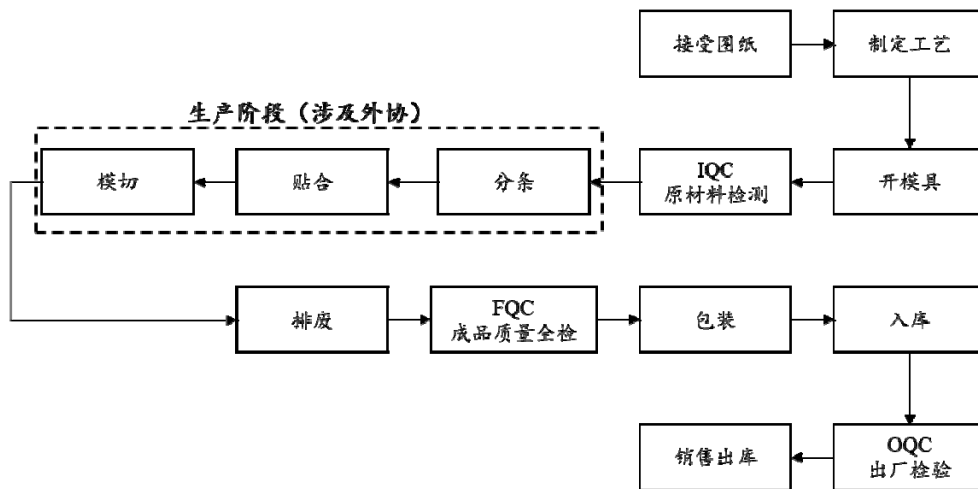 接受图纸
制定工艺
生产阶段（涉及外协）
模切
贴合
分条
IQC
原材料检测
开模具
排废
FQC
成品质量全检
包装
入库
销售出库
OQC
出厂检验